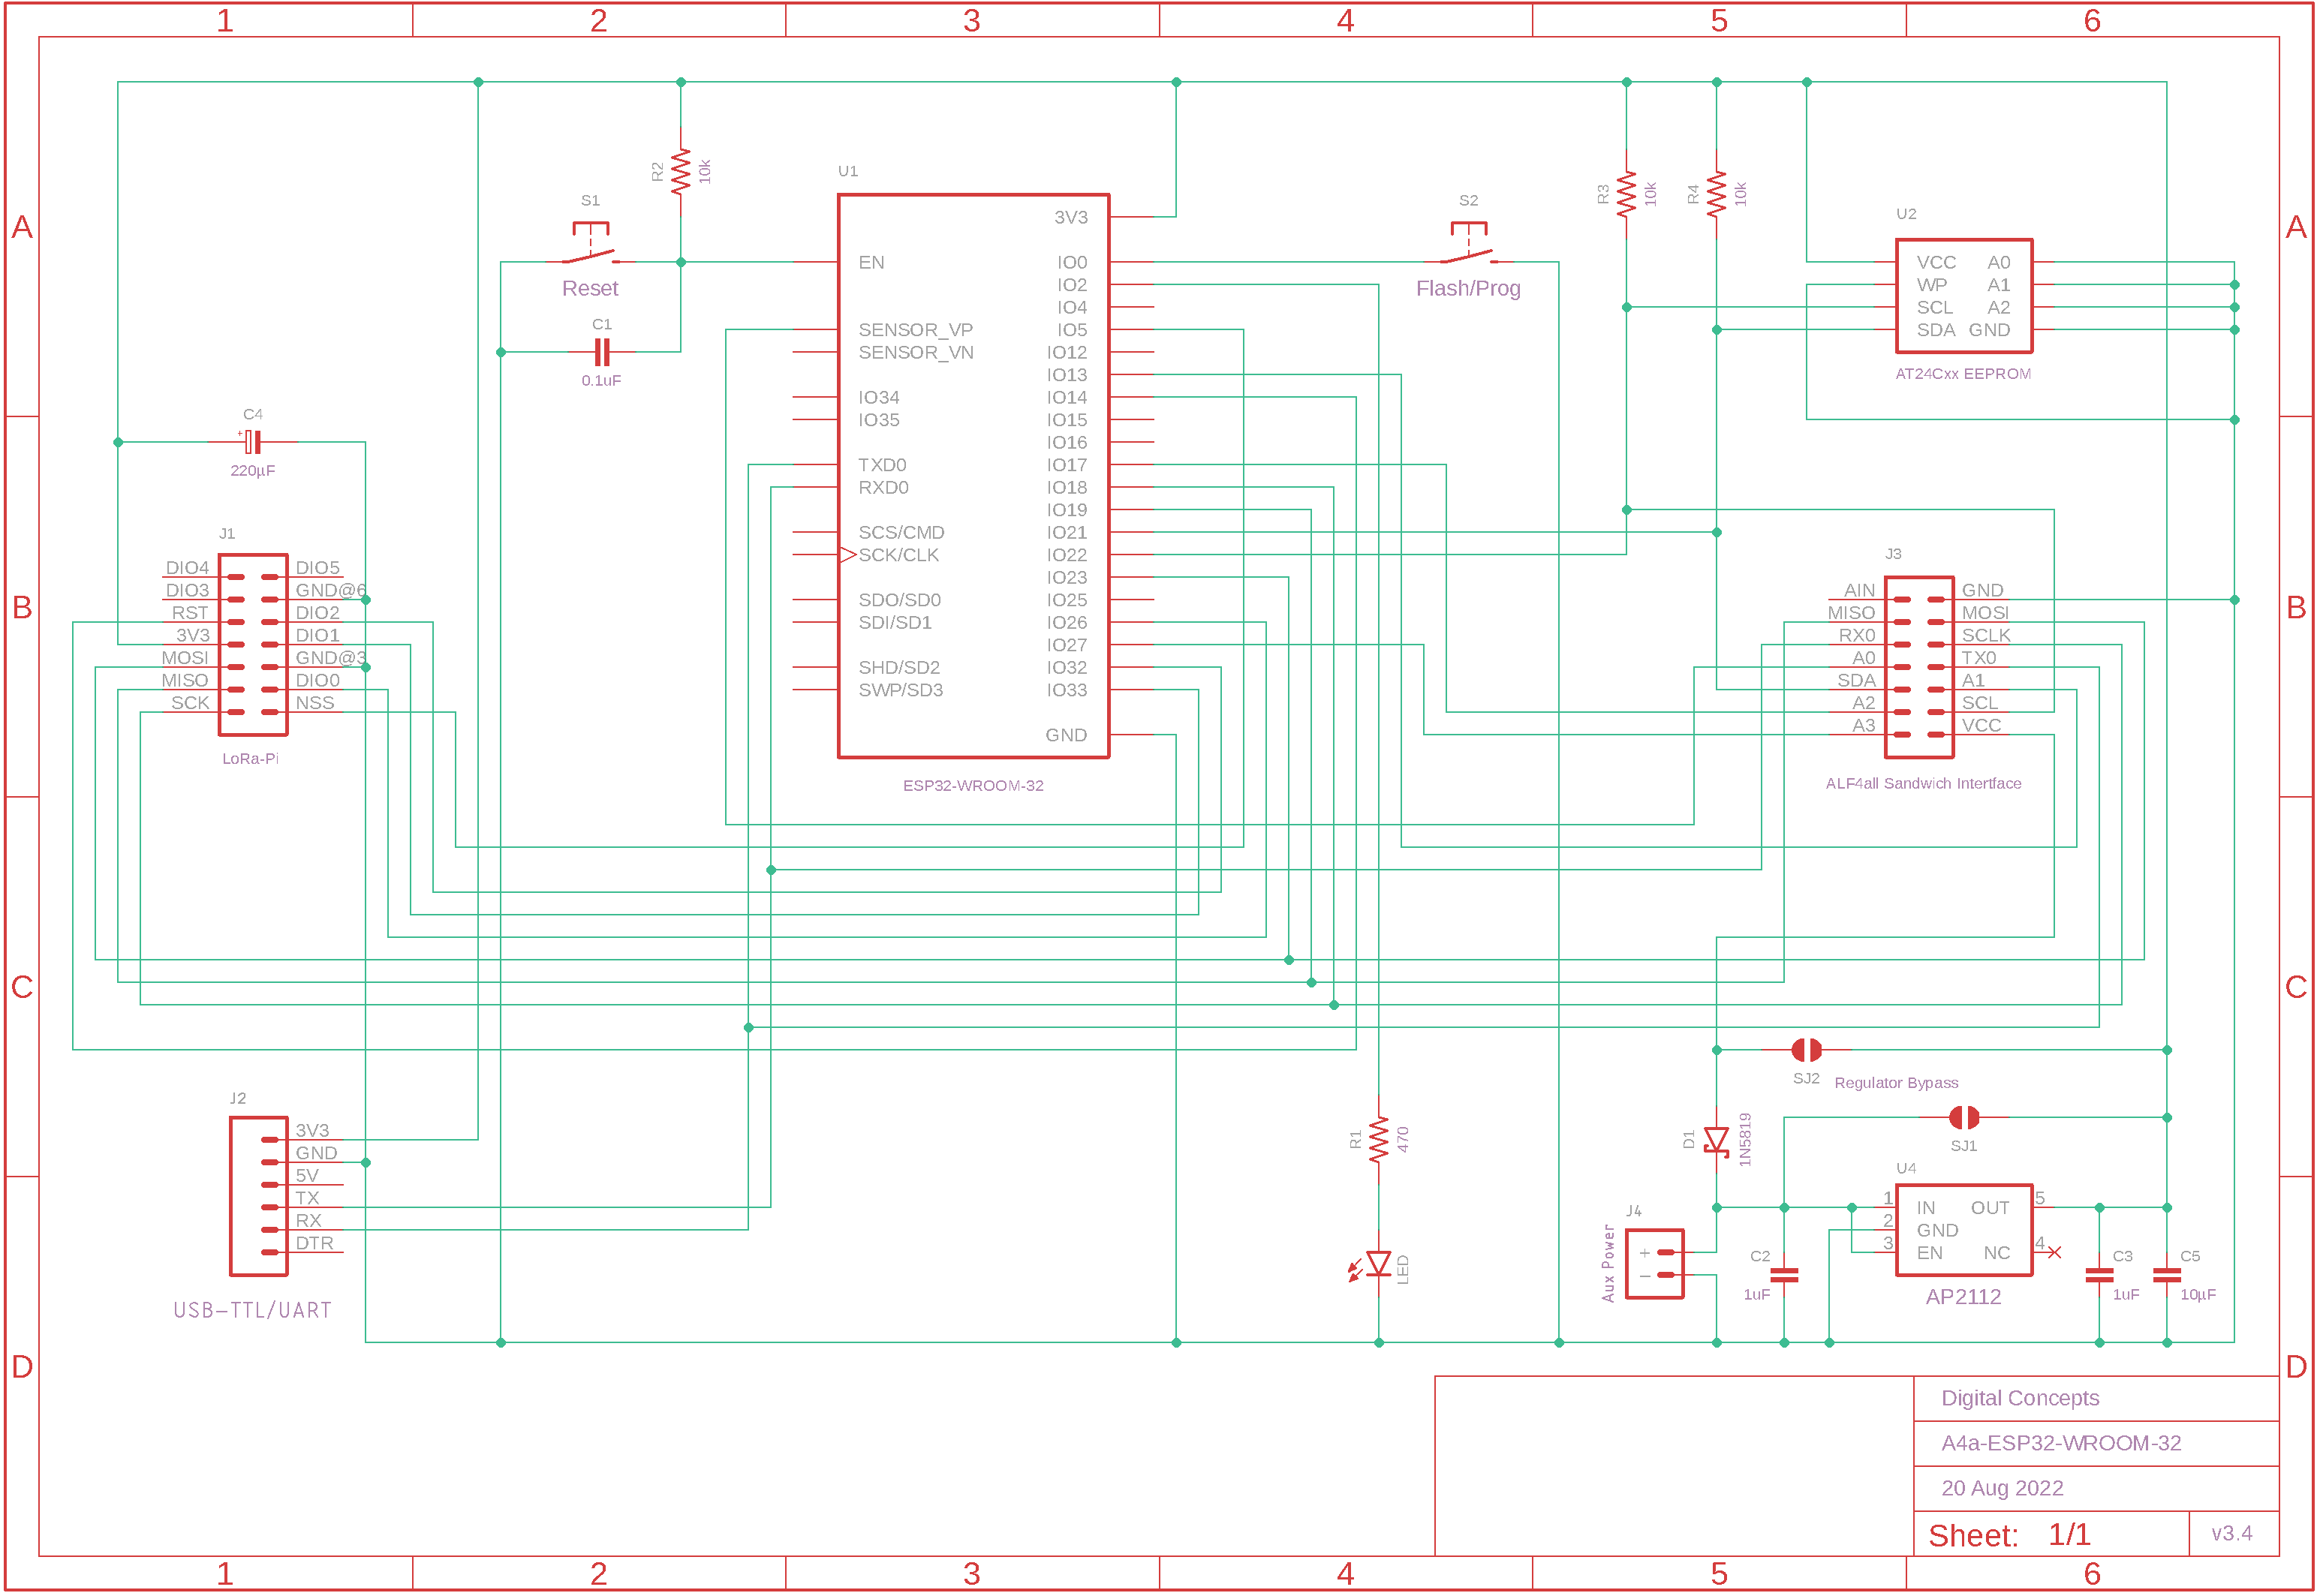 1 2 3 4 5 6
A A
B B
C C
D D
R2
10k
S1
Reset
C1
0.1uF
U1
3V3
EN
IO0
IO2
IO4
SENSOR_VP
IO5
SENSOR_VN
IO12
IO13
IO34
IO14
IO35
IO15
IO16
TXD0
IO17
RXD0
IO18
IO19
SCS/CMD
IO21
SCK/CLK
IO22
IO23
SDO/SD0
IO25
SDI/SD1
IO26
IO27
SHD/SD2
IO32
SWP/SD3
IO33
GND
ESP32-WROOM-32
S2
Flash/Prog
R3
10k
R4
10k
U2
VCC A0
WP A1
SCL A2
SDA GND
AT24Cxx EEPROM
C4
+
220µF
J1
DIO4 DIO5
DIO3 GND@6
RST DIO2
3V3 DIO1
MOSI GND@3
MISO DIO0
SCK NSS
LoRa-Pi
J3
AIN GND
MISO MOSI
RX0 SCLK
A0 TX0
SDA A1
A2 SCL
A3 VCC
ALF4all Sandwich Intertface
J2
3V3
GND
5V
TX
RX
DTR
USB-TTL/UART
R1
470
LED
SJ2
Regulator Bypass
D1
1N5819
SJ1
J4
+
-
Aux Power
C2
1uF
U4
1 IN OUT 5
2 GND
3 EN NC 4
AP2112
C3
1uF
C5
10µF
Digital Concepts
A4a-ESP32-WROOM-32
20 Aug 2022
Sheet: 1/1
v3.4
1 2 3 4 5 6